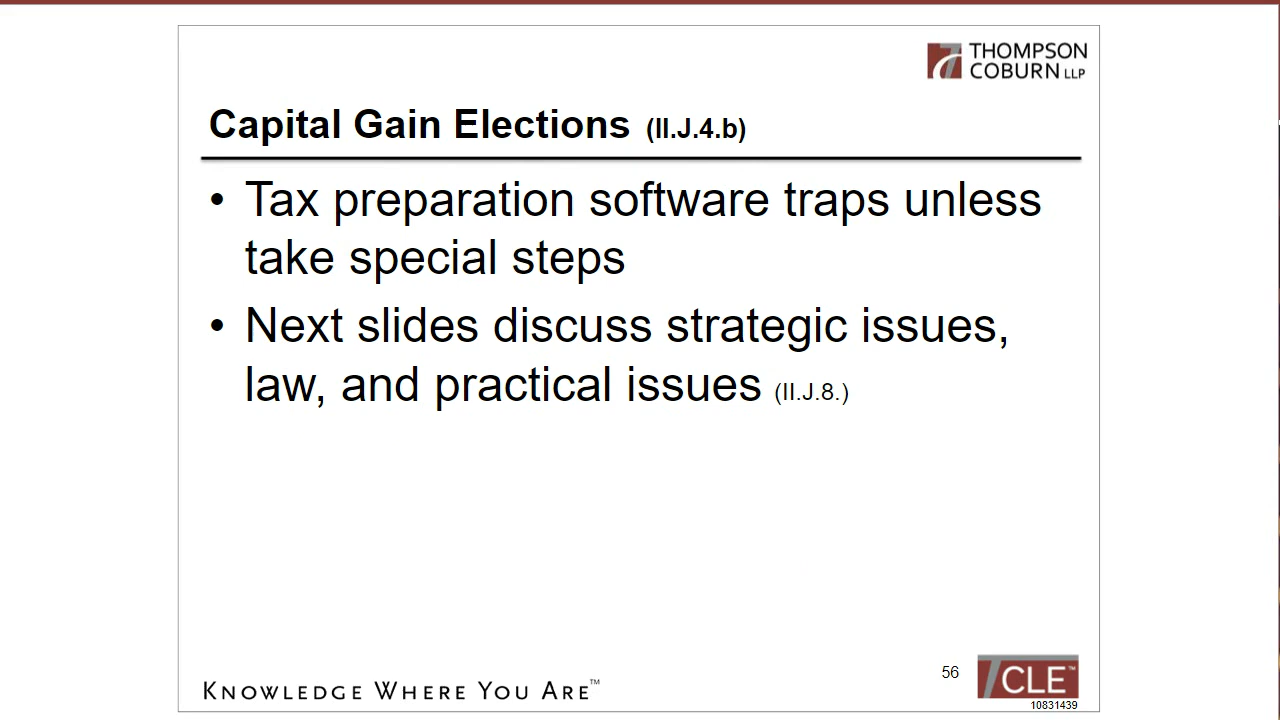 THOMPSON
COBURN LLP
Capital Gain Elections (II.J.4.b)
• Tax preparation software traps unless
take special steps
• Next slides discuss strategic issues,
law, and practical issues (II.J.8.)
KNOWLEDGE WHERE YOU ARE™
56
TCLE™
10831439